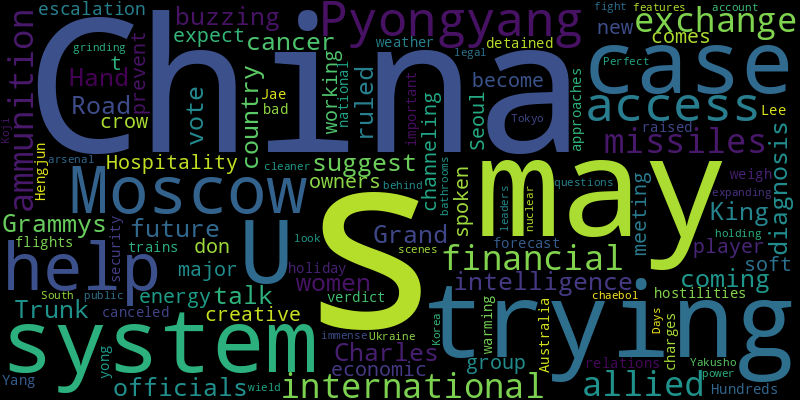 escalation
buzzing
Pyongyang
fight
features
account
new
exchange
comes
grinding
expect
cancer
weather
detained
legal
China
t
prevent
Hand
Road
crow
vote
country
working
national
ruled
important
Seoul
become
Perfect
case
access
Jae
bad
Tokyo
approaches
raised
Lee
missiles
ammunition
Koji
Hengjun
arsenal
Hospitality
cleaner
suggest
channeling
behind
questions
weigh
expanding
Moscow
owners
bathrooms
spoken
leaders
nuclear
may
King
diagnosis
Grammys
future
S
Grand
meeting
holding
player
flights
security
trains
don
U
look
scenes
forecast
financial
soft
help
major
holiday
women
intelligence
coming
South
public
energy
talk
verdict
chaebol
hostilities
Trunk
canceled
creative
immense
Ukraine
Korea
warming
Australia
Days
charges
trying
system
yong
Charles
economic
group
relations
Yakusho
power
Yang
officials
wield
international
allied
Hundreds